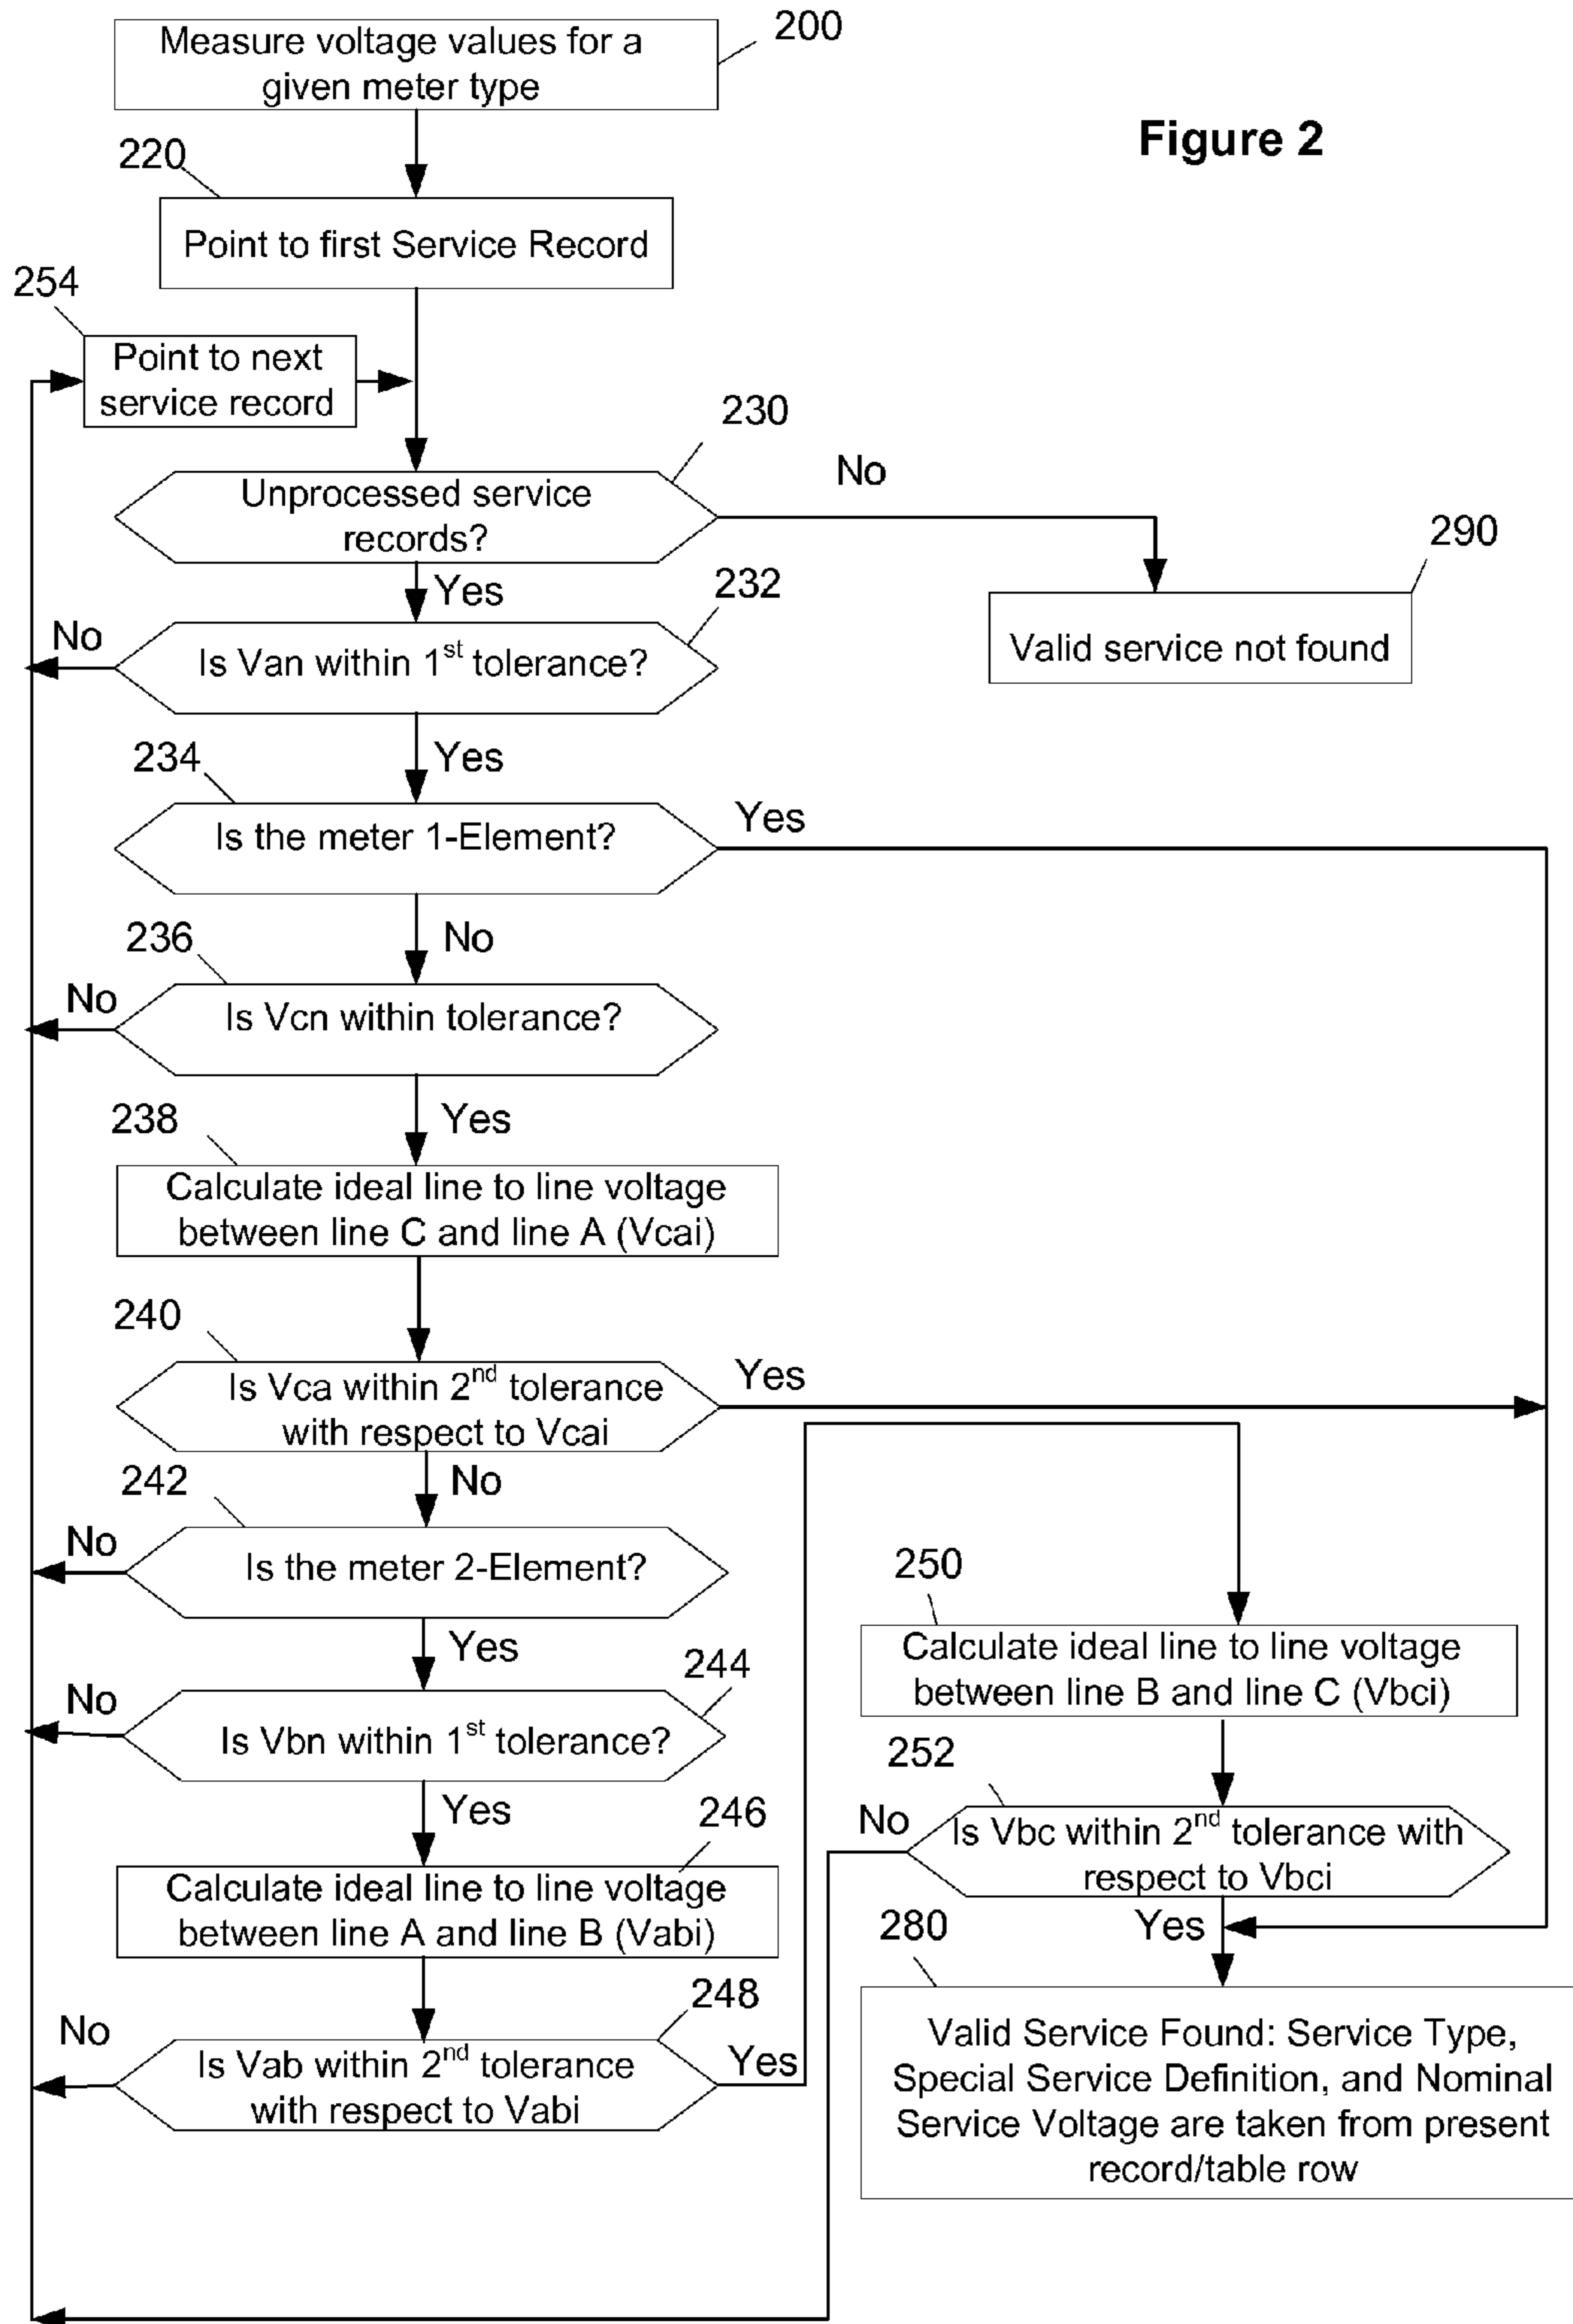 Measure voltage values for a
given meter type
200
Figure 2
220
Point to first Service Record
254
Point to next
service record
230
Unprocessed service
records?
No
290
Valid service not found
Yes
232
No
Is Van within 1st tolerance?
Yes
234
Is the meter 1-Element?
Yes
No
236
No
Is Vcn within tolerance?
Yes
238
Calculate ideal line to line voltage
between line C and line A (Vcai)
240
Is Vca within 2nd tolerance
with respect to Vcai
Yes
No
242
No
Is the meter 2-Element?
Yes
244
No
Is Vbn within 1st tolerance?
Yes
246
Calculate ideal line to line voltage
between line A and line B (Vabi)
248
No
Is Vab within 2nd tolerance
with respect to Vabi
Yes
250
Calculate ideal line to line voltage
between line B and line C (Vbci)
252
No
Is Vbc within 2nd tolerance with
respect to Vbci
Yes
280
Valid Service Found: Service Type,
Special Service Definition, and Nominal
Service Voltage are taken from present
record/table row